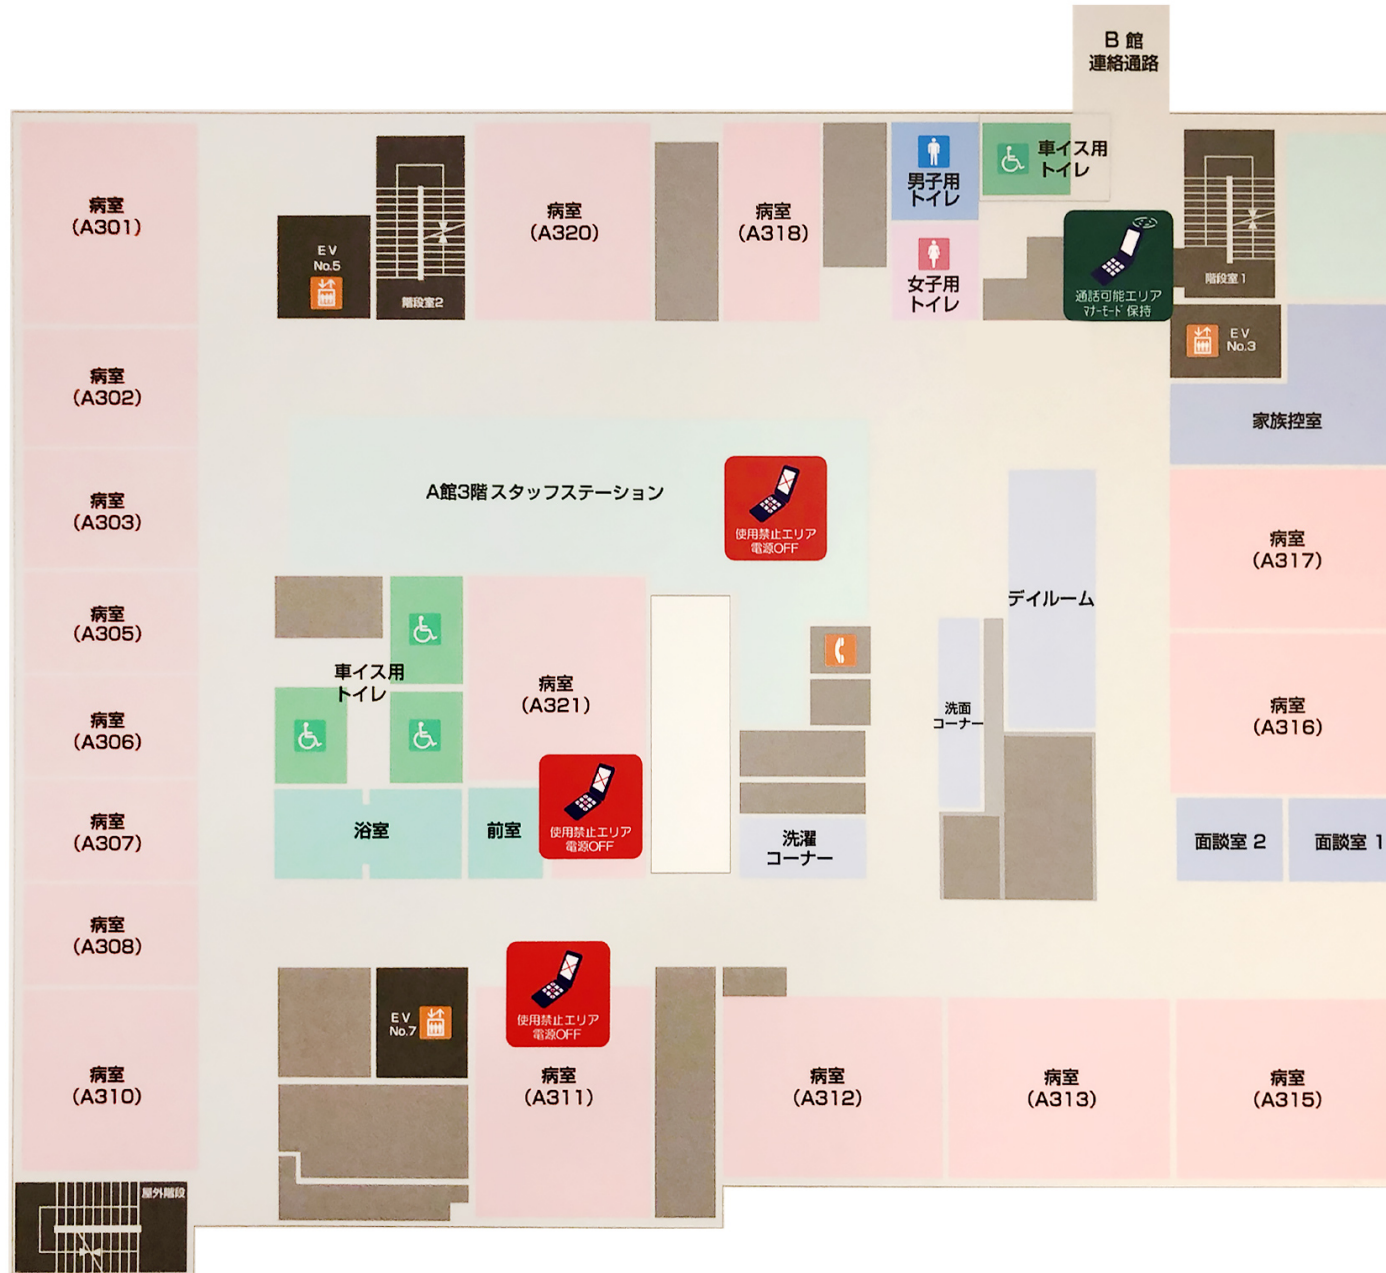 B 館
連絡通路
病室
(A301)
EV
No.5
階段室2
病室
(A320)
病室
(A318)
男子用
トイレ
女子用
トイレ
車イス用
トイレ
通話可能エリア
マナーモード保持
階段室1
EV
No.3
家族控室
病室
(A302)
病室
(A303)
A館3階スタッフステーション
使用禁止エリア
電源OFF
病室
(A317)
デイルーム
病室
(A305)
車イス用
トイレ
病室
(A321)
病室
(A306)
洗面
コーナー
病室
(A316)
病室
(A307)
浴室
前室
使用禁止エリア
電源OFF
洗濯
コーナー
面談室 2
面談室 1
病室
(A308)
EV
No.7
使用禁止エリア
電源OFF
病室
(A310)
病室
(A311)
病室
(A312)
病室
(A313)
病室
(A315)
屋外階段